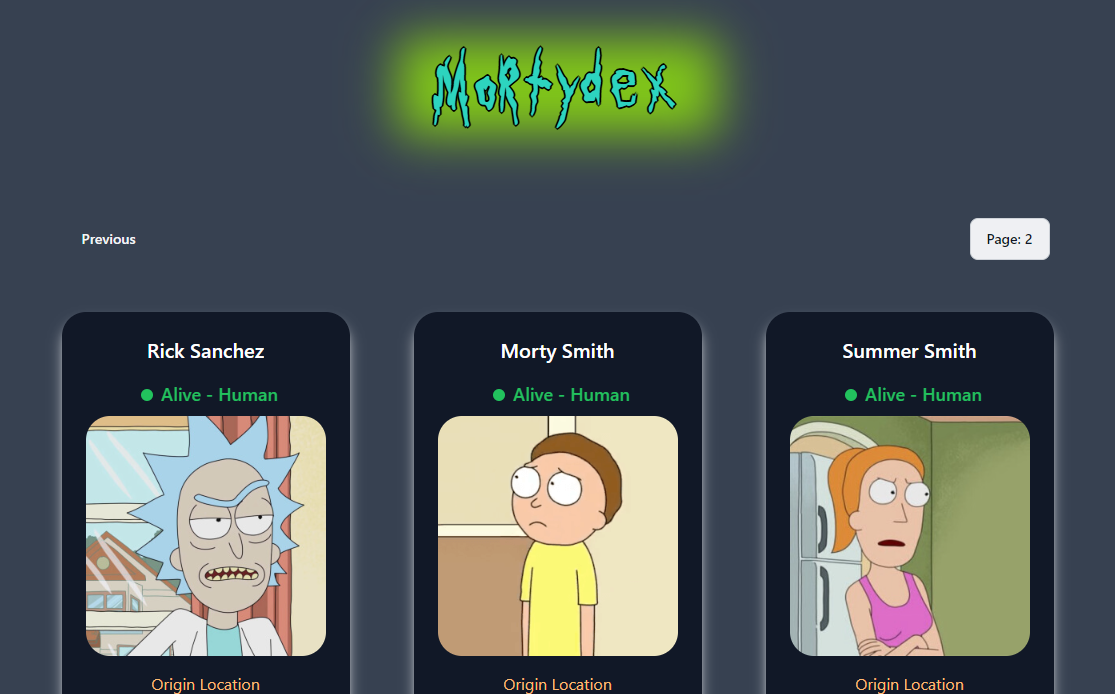 Mortydex
Previous
Page: 2
Rick Sanchez
Morty Smith
Summer Smith
Alive - Human
Alive - Human
Alive - Human
Origin Location
Origin Location
Origin Location